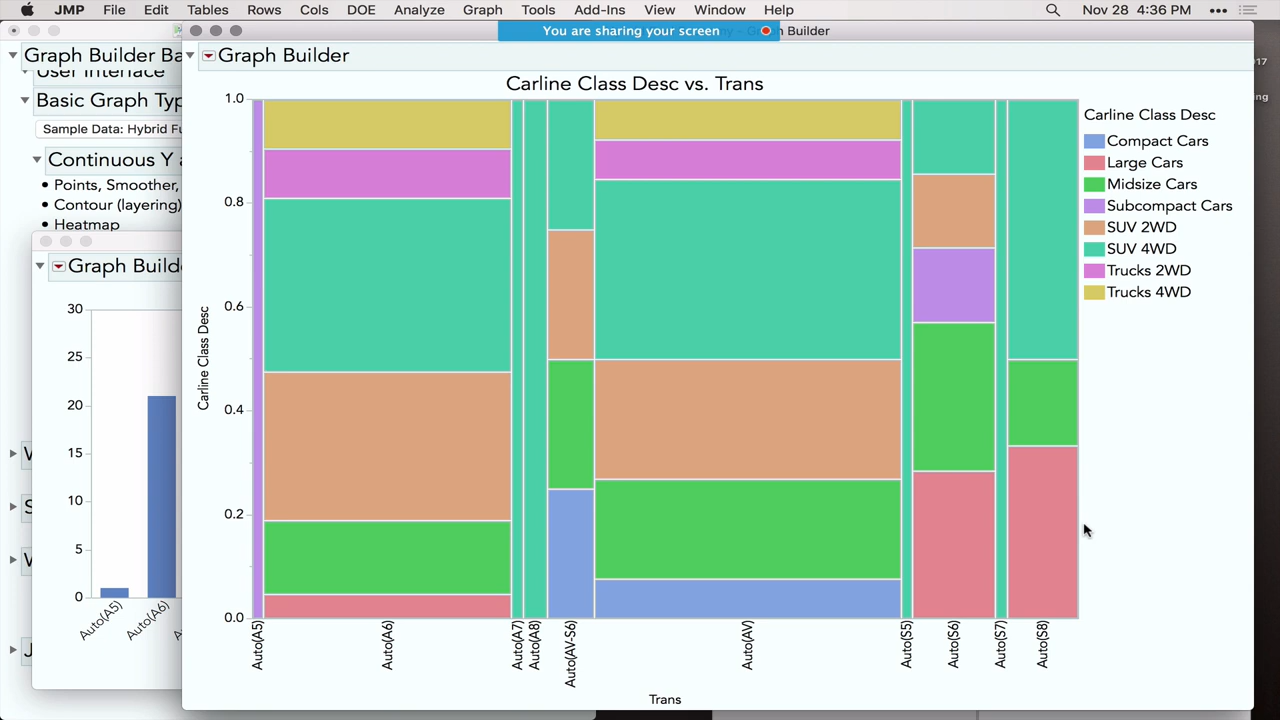 JMP File Edit Tables Rows Cols DOE Analyze Graph Tools Add-Ins View Window Help Nov 28 4:36 PM
You are sharing your screen
Builder
Graph Builder Ba
User Interface
Basic Graph Typ
Sample Data: Hybrid Fu
Continuous Y a
• Points, Smoother,
• Contour (layering)
• Heatmap
Graph Builde
30
25
20
15
10
5
0
Auto(A5)
Auto(A6)
Graph Builder
Carline Class Desc vs. Trans
Carline Class Desc
1.0
0.8
0.6
0.4
0.2
0.0
Auto(A5)
Auto(A6)
Auto(A7)
Auto(A8)
Auto(AV-S6)
Auto(AV)
Auto(S5)
Auto(S6)
Auto(S7)
Auto(S8)
Trans
Carline Class Desc
Compact Cars
Large Cars
Midsize Cars
Subcompact Cars
SUV 2WD
SUV 4WD
Trucks 2WD
Trucks 4WD